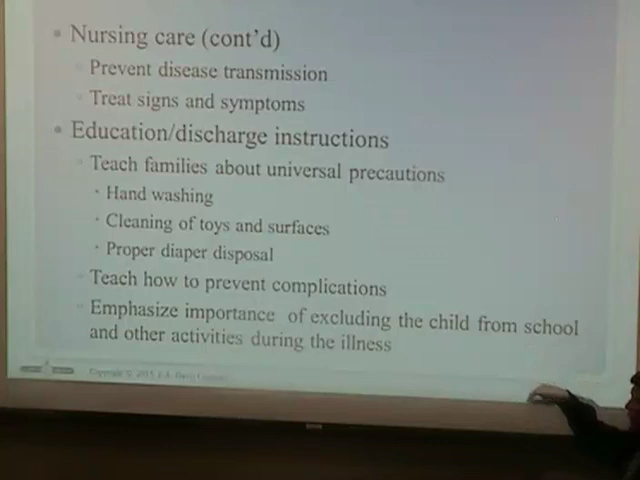 Nursing care (cont'd)
Prevent disease transmission
Treat signs and symptoms
Education/discharge instructions
Teach families about universal precautions
Hand washing
Cleaning of toys and surfaces
Proper diaper disposal
Teach how to prevent complications
Emphasize importance of excluding the child from school
and other activities during the illness
Copyright © 2015